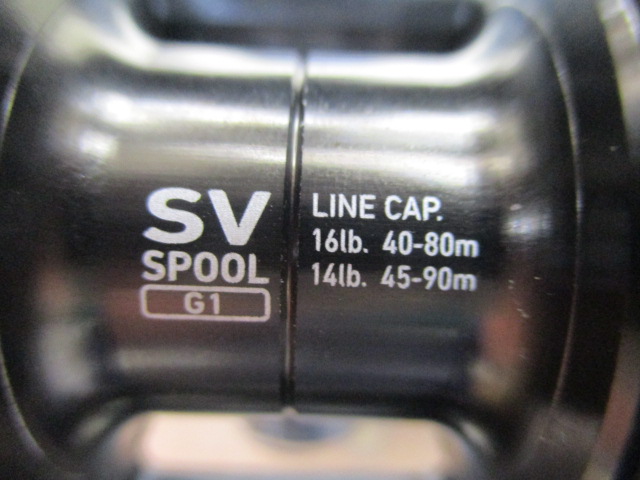 SV
SPOOL
G1
LINE CAP.
16lb. 40-80m
14lb. 45-90m